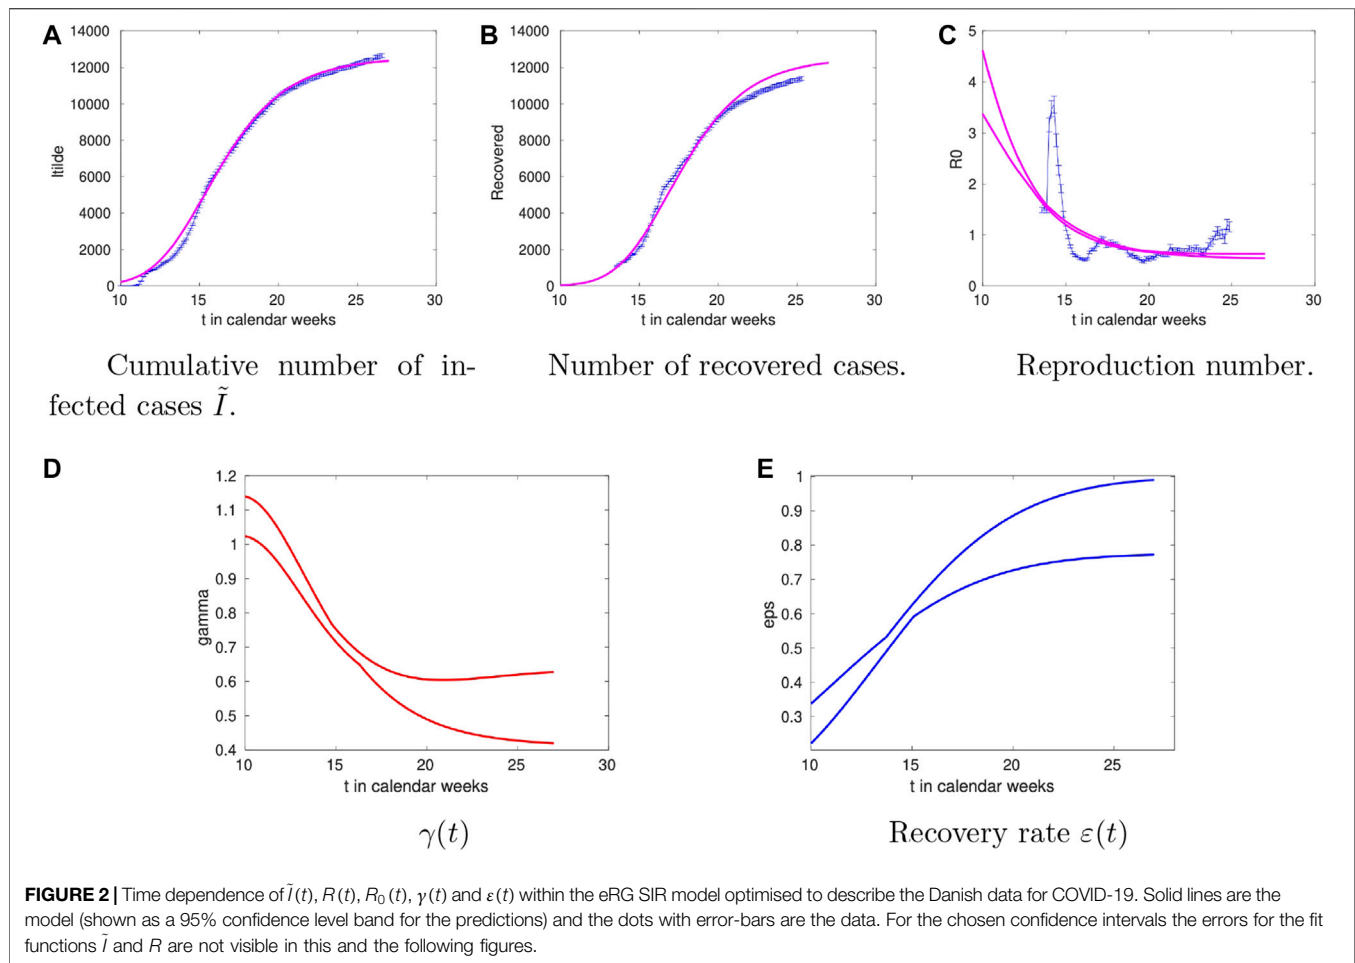 A
14000
12000
10000
8000
6000
4000
2000
0
Itilde
10 15 20 25 30
t in calendar weeks
Cumulative number of in-
fected cases Ĩ.
B
14000
12000
10000
8000
6000
4000
2000
0
Recovered
10 15 20 25 30
t in calendar weeks
Number of recovered cases.
C
5
4
3
2
1
0
R0
10 15 20 25 30
t in calendar weeks
Reproduction number.
D
1.2
1.1
1
0.9
0.8
0.7
0.6
0.5
0.4
gamma
10 15 20 25 30
t in calendar weeks
γ(t)
E
1
0.9
0.8
0.7
0.6
0.5
0.4
0.3
eps
10 15 20 25
t in calendar weeks
Recovery rate ε(t)
FIGURE 2 | Time dependence of Ĩ(t), R(t), R₀(t), γ(t) and ε(t) within the eRG SIR model optimised to describe the Danish data for COVID-19. Solid lines are the
model (shown as a 95% confidence level band for the predictions) and the dots with error-bars are the data. For the chosen confidence intervals the errors for the fit
functions Ĩ and R are not visible in this and the following figures.